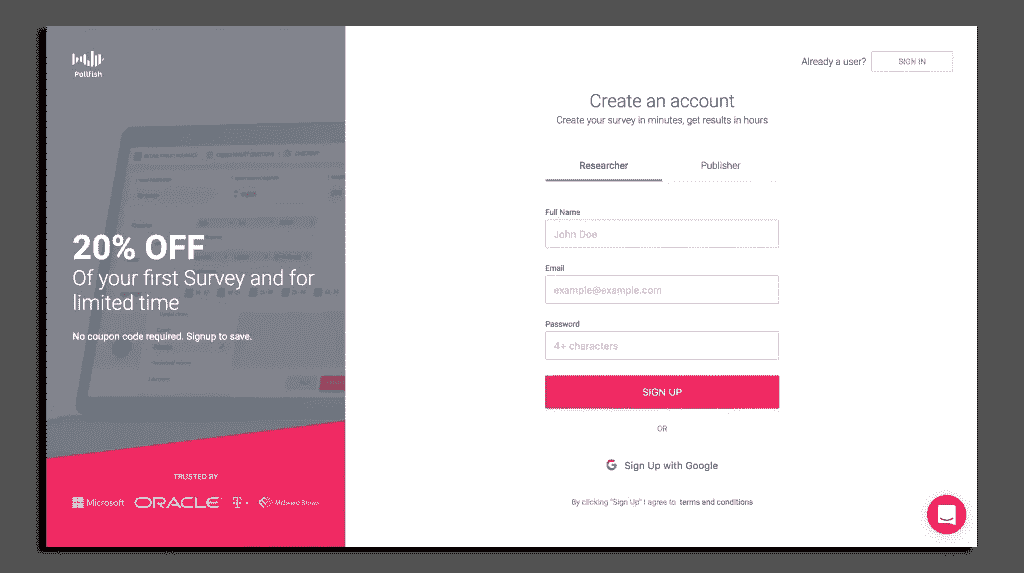 Pollfish
20% OFF
Of your first Survey and for
limited time
No coupon code required. Signup to save.
TRUSTED BY
Microsoft
ORACLE
Already a user?
SIGN IN
Create an account
Create your survey in minutes, get results in hours
Researcher
Publisher
Full Name
John Doe
Email
example@example.com
Password
4+ characters
SIGN UP
OR
Sign Up with Google
By clicking "Sign Up" I agree to terms and conditions